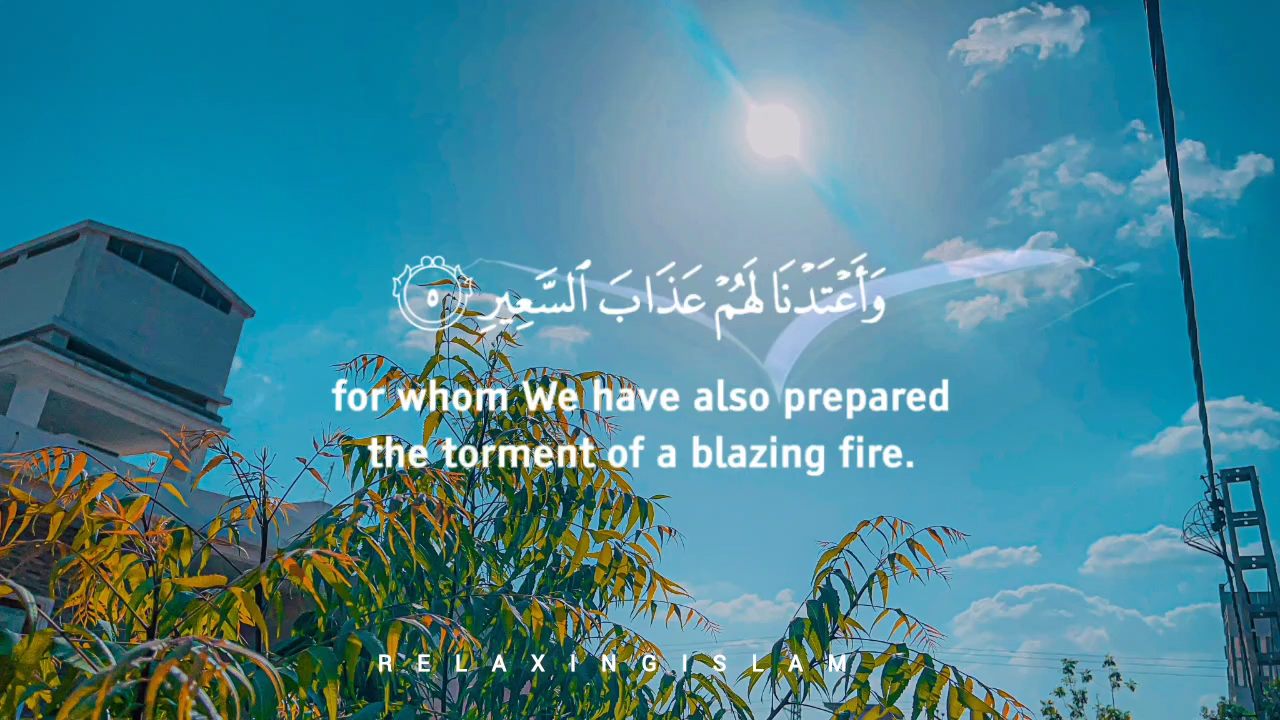 وَأَعْتَدْنَا لَهُمْ عَذَابَ ٱلسَّعِيرِ ٥
for whom We have also prepared
the torment of a blazing fire.
RELAXINGISLAM